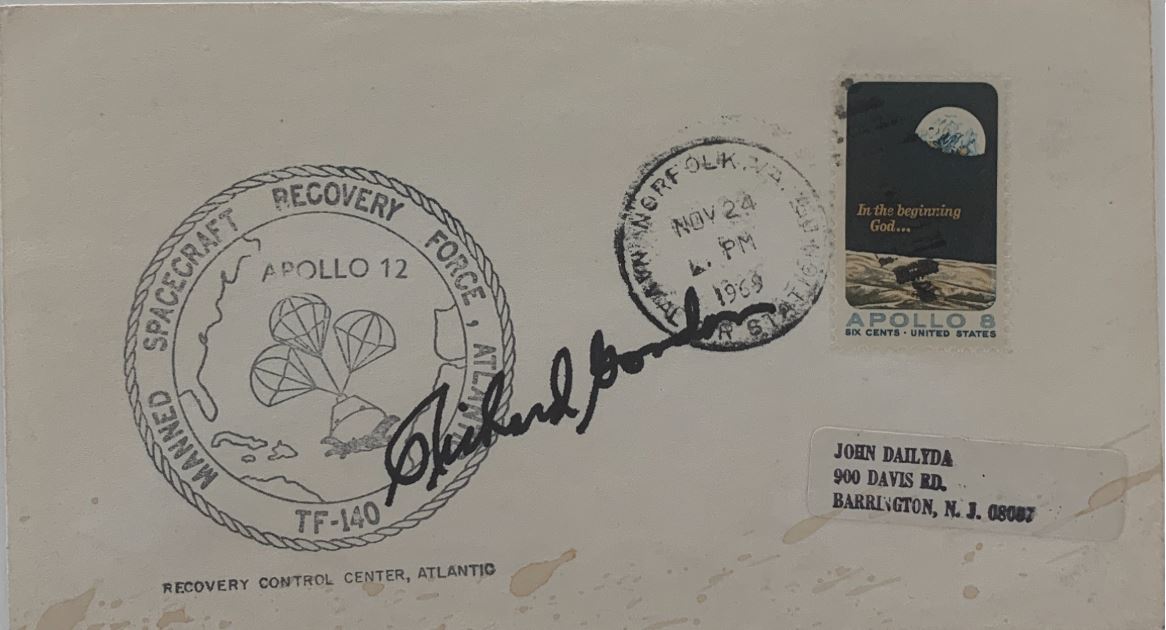 MANNED SPACECRAFT RECOVERY FORCE, ATLANTIC
APOLLO 12
TF-140
RECOVERY CONTROL CENTER, ATLANTIC
Richard Gordon
NORFOLK, VA.
NOV 24
PM
1969
STATION
In the beginning
God...
APOLLO 8
SIX CENTS · UNITED STATES
JOHN DAILYDA
900 DAVIS RD.
BARRINGTON, N. J.